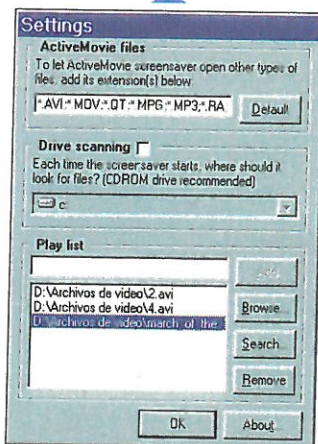 Settings
ActiveMovie files
To let ActiveMovie screensaver open other types of
files, add its extension(s) below:
*.AVI;*.MOV;*.QT;*.MPG;*.MP3;*.RA
Default
Drive scanning
Each time the screensaver starts, where should it
look for files? (CDROM drive recommended)
c:
Play list
Add
D:\Archivos de video\2.avi
D:\Archivos de video\4.avi
D:\Archivos de video\march_of_the
Browse
Search...
Remove
OK
About...